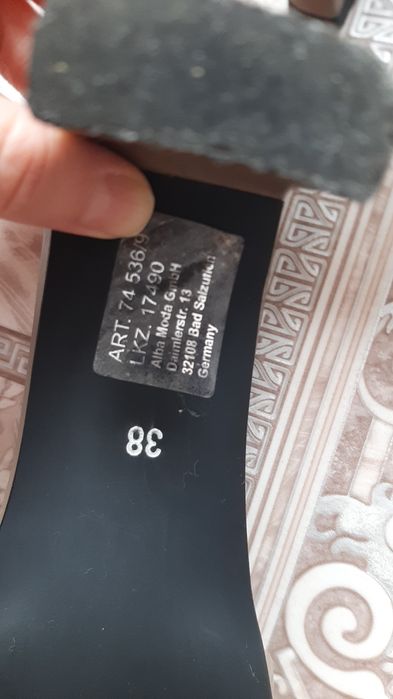 ART. 74 536/9
LKZ. 17490
Alba Moda GmbH
Daimlerstr. 13
32108 Bad Salzuflen
Germany
38